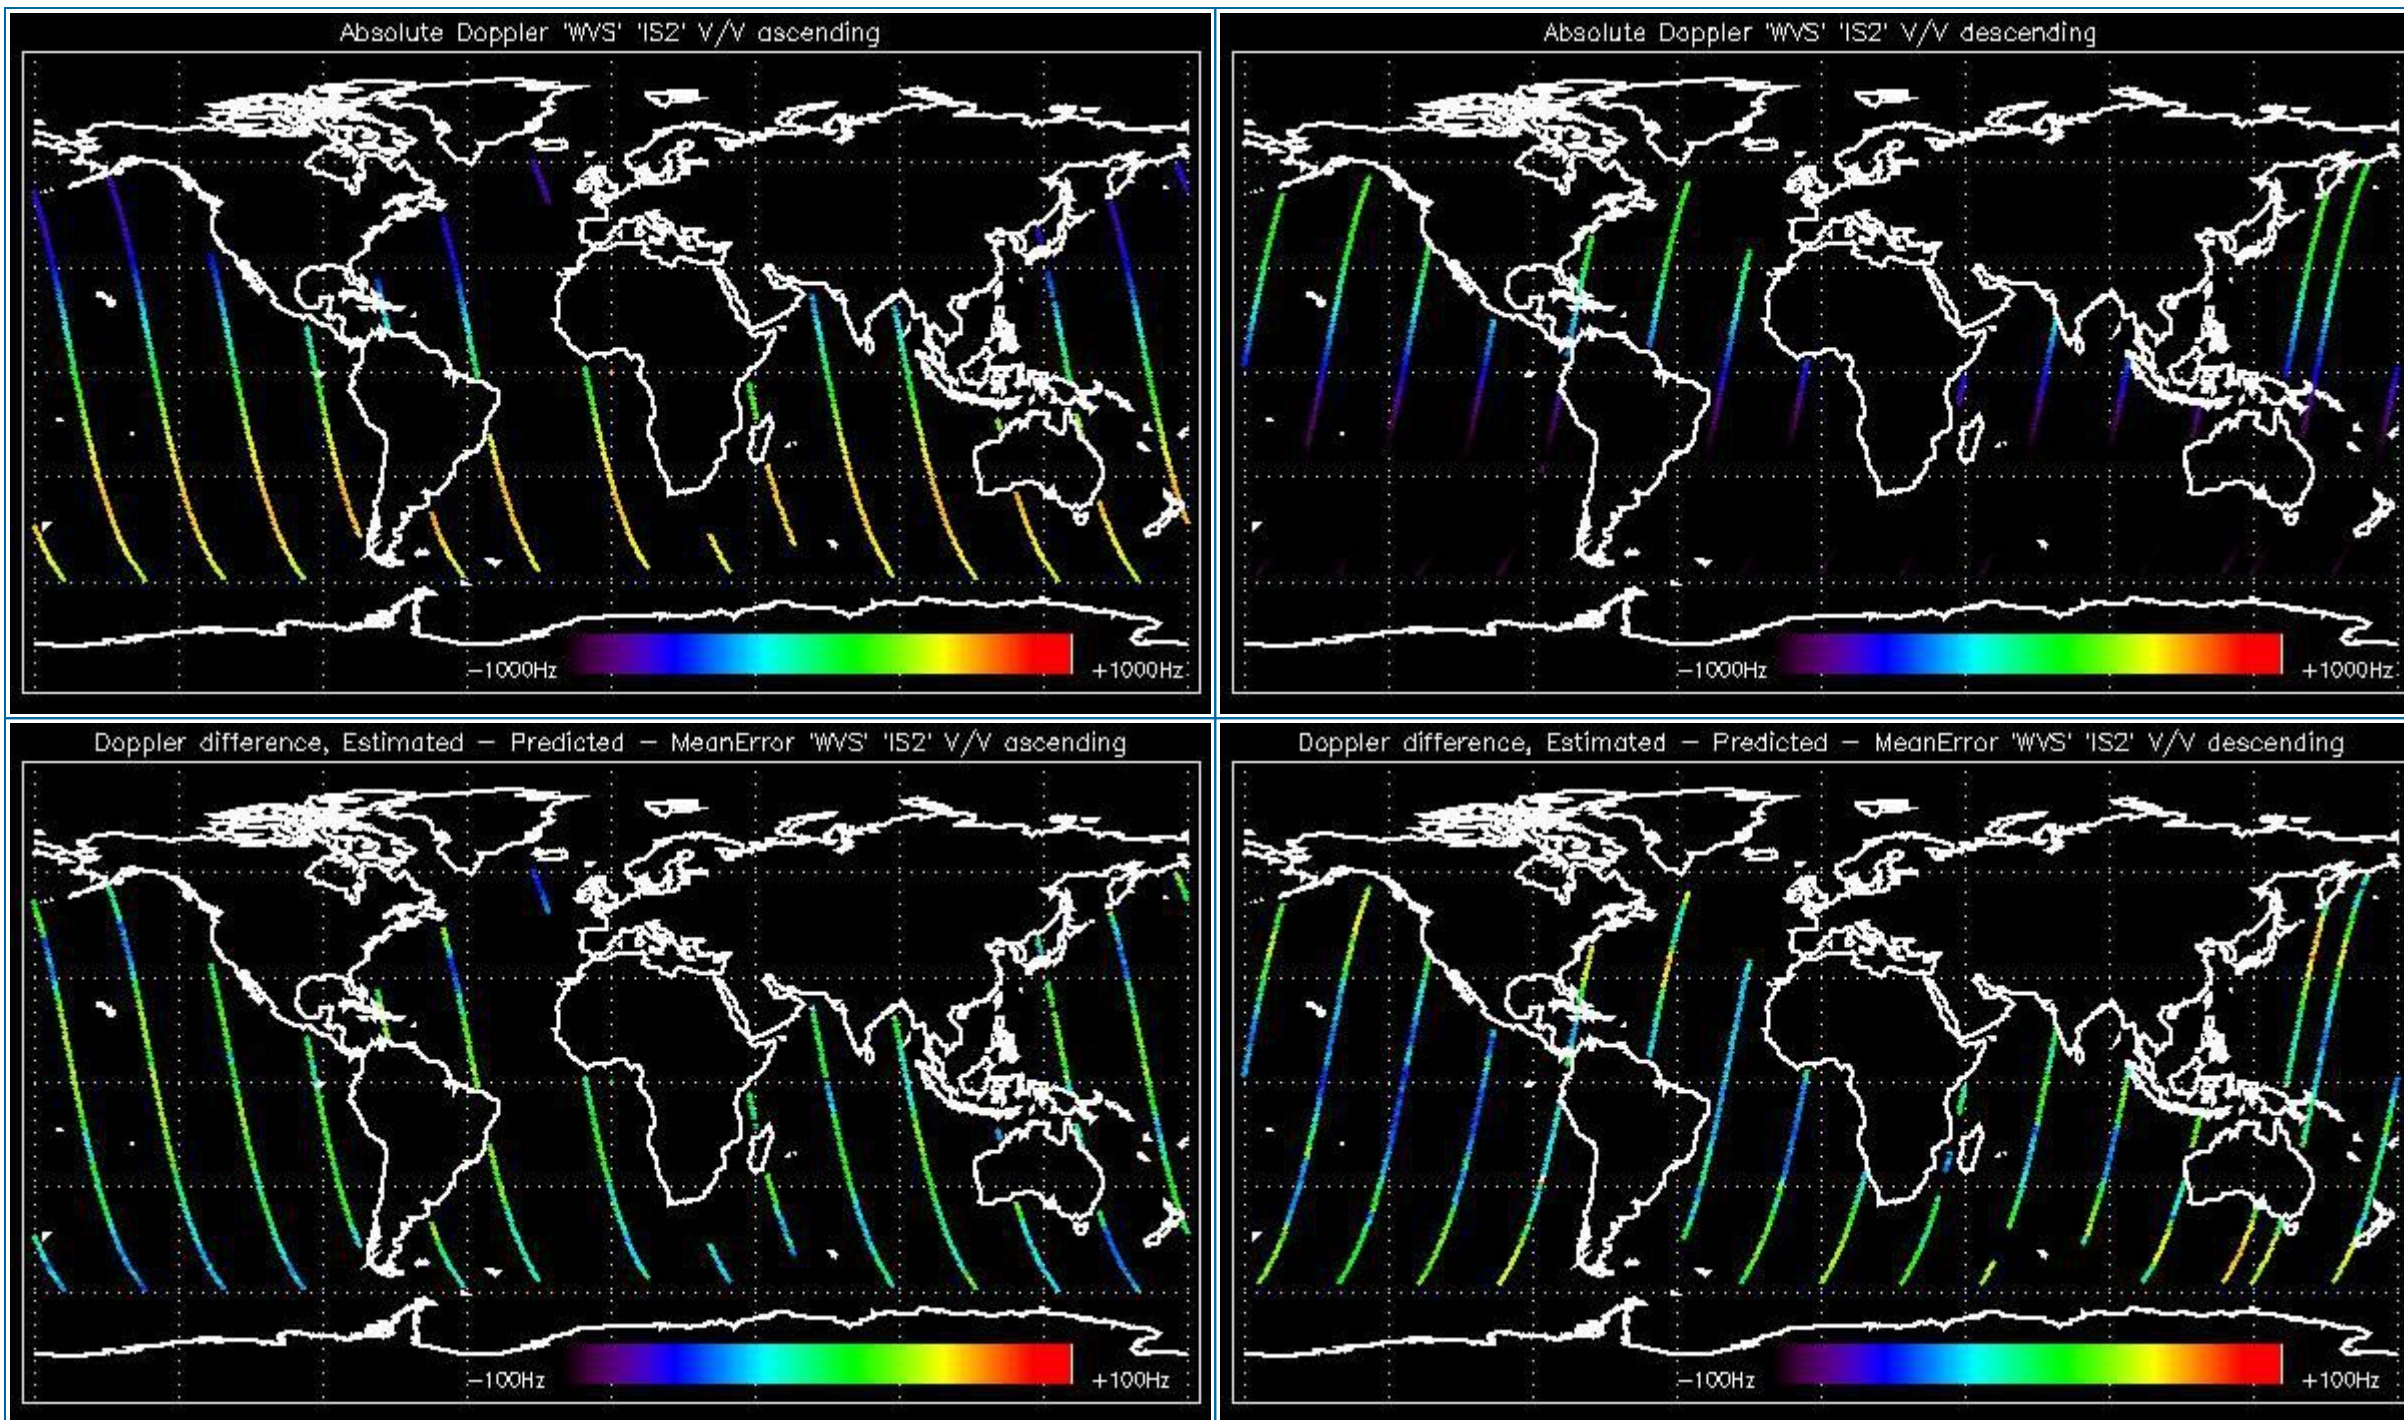 Absolute Doppler 'WVS' 'IS2' V/V ascending
-1000Hz
+1000Hz
Absolute Doppler 'WVS' 'IS2' V/V descending
-1000Hz
+1000Hz
Doppler difference, Estimated - Predicted - MeanError 'WVS' 'IS2' V/V ascending
-100Hz
+100Hz
Doppler difference, Estimated - Predicted - MeanError 'WVS' 'IS2' V/V descending
-100Hz
+100Hz